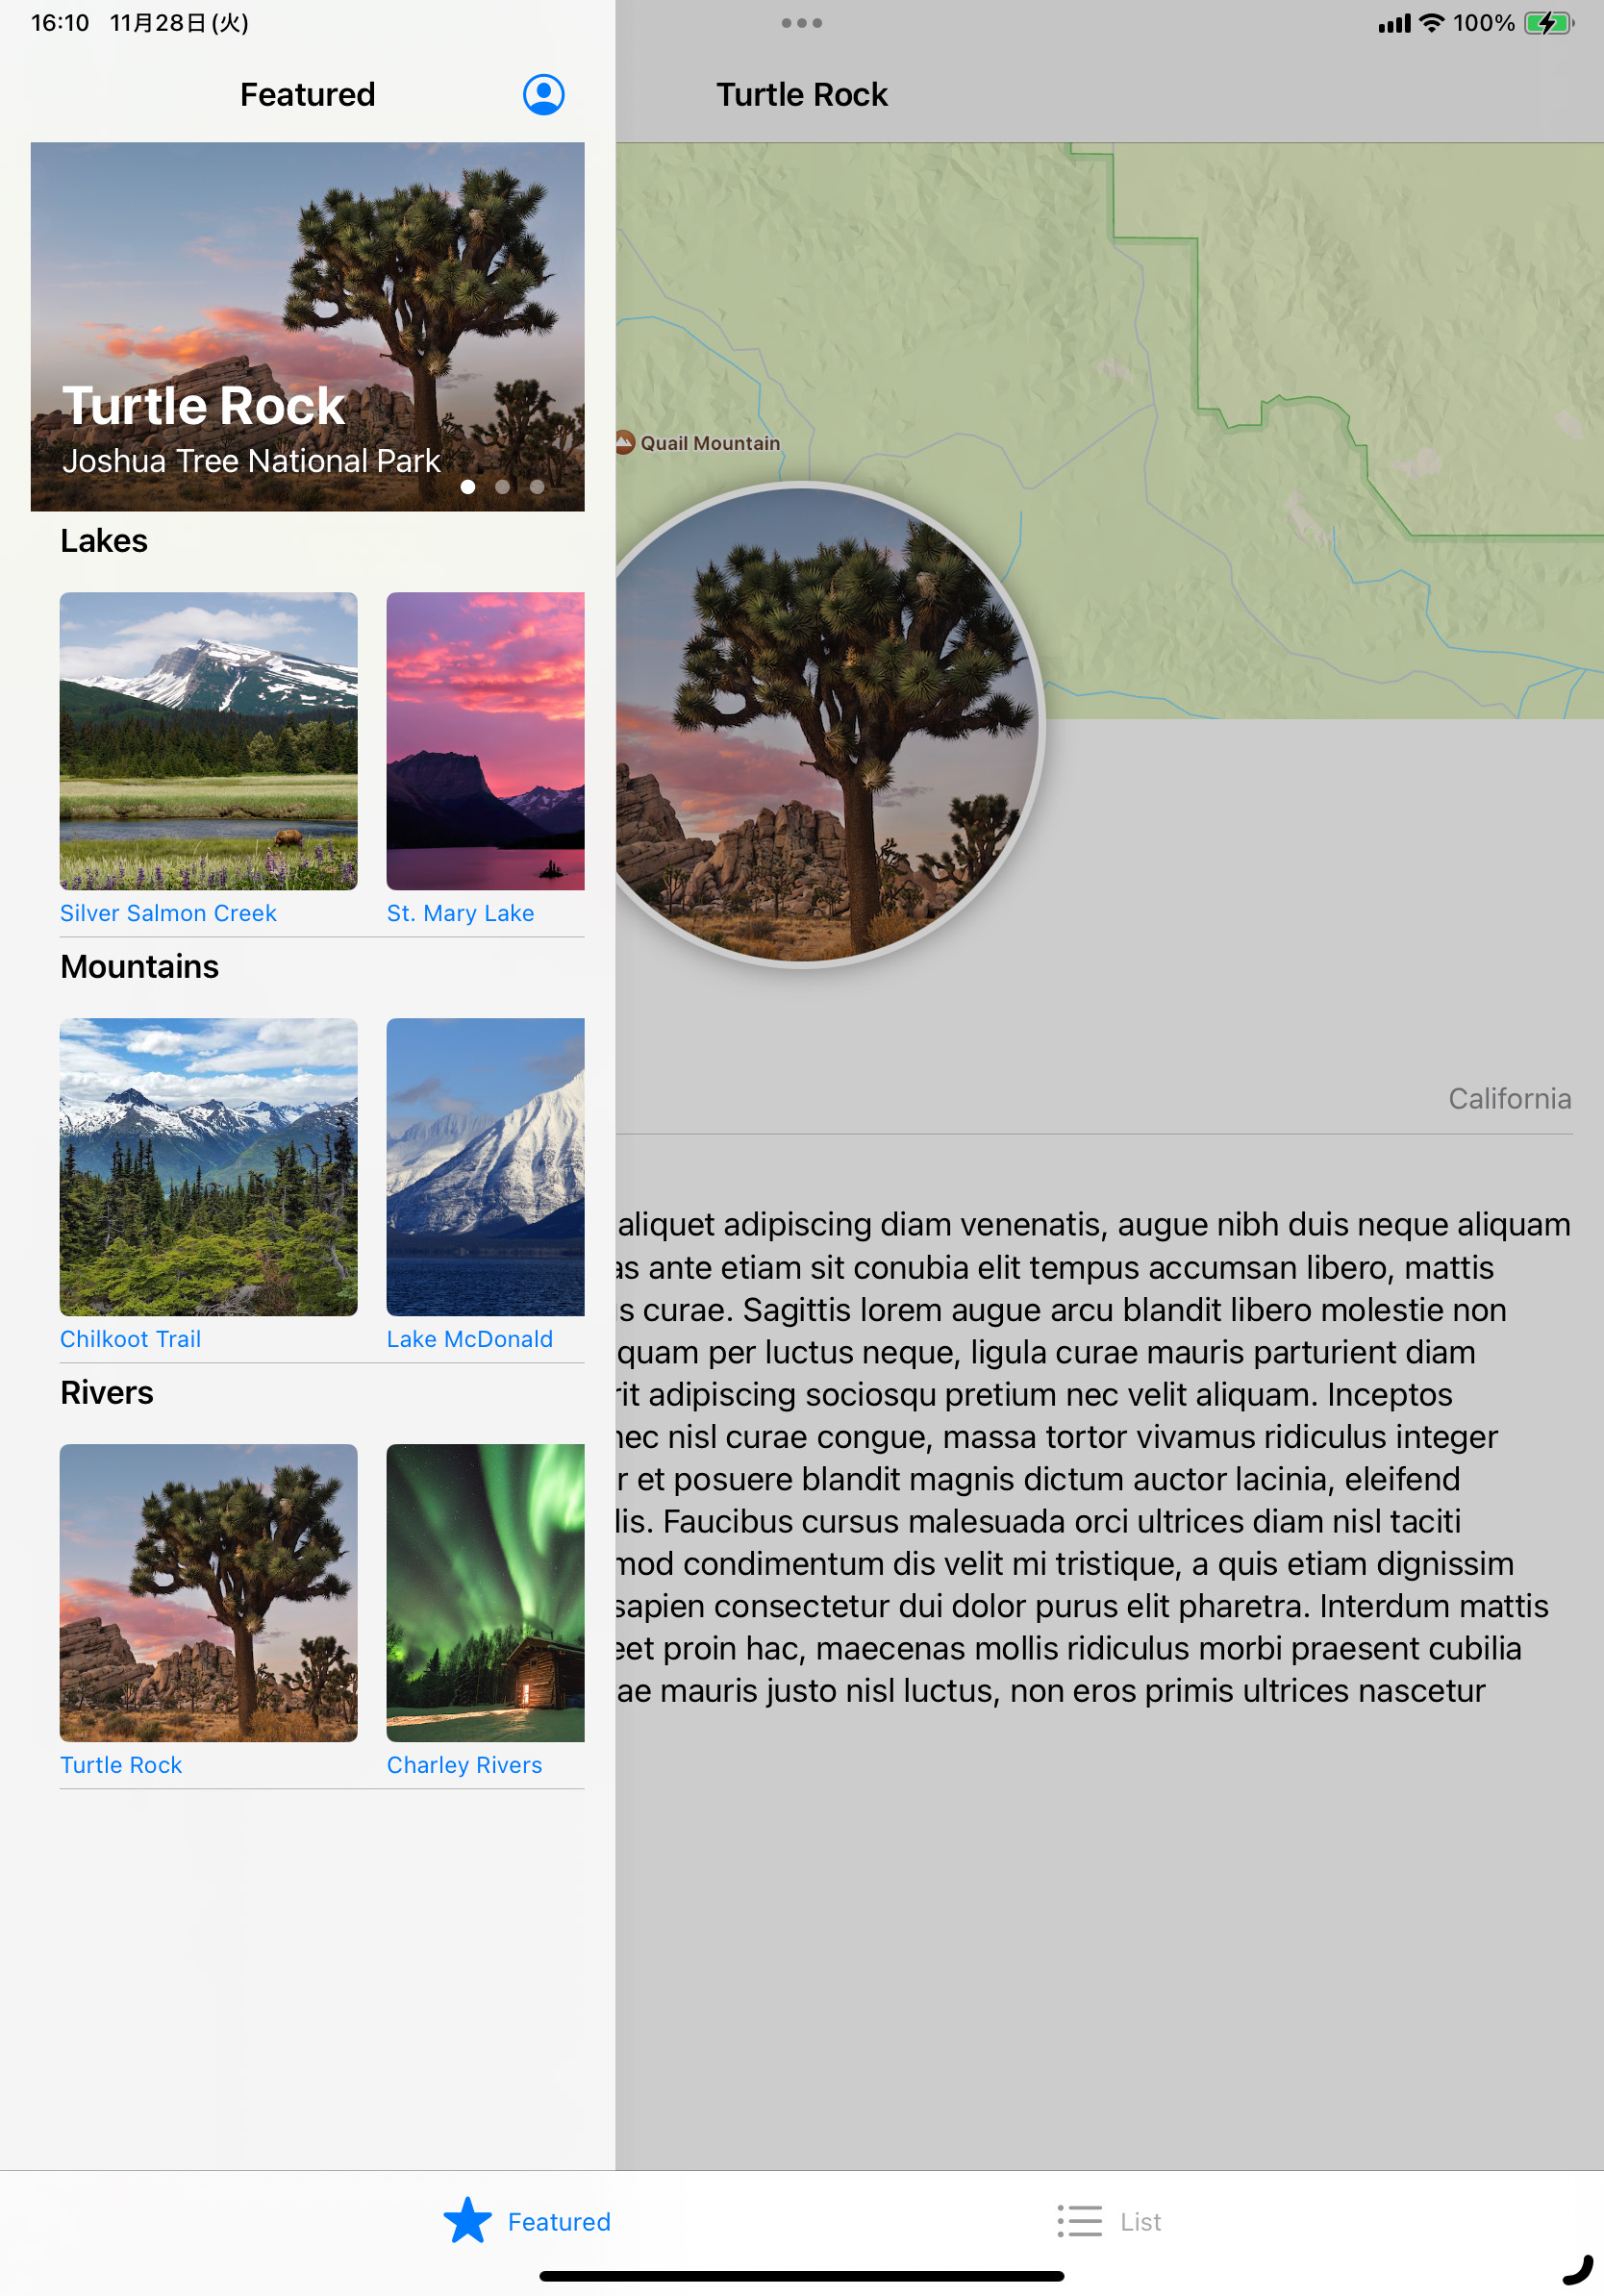 16:10 11月28日(火)
100%
Featured
Turtle Rock
Turtle Rock
Joshua Tree National Park
Quail Mountain
Lakes
Silver Salmon Creek
St. Mary Lake
Mountains
Chilkoot Trail
Lake McDonald
Rivers
Turtle Rock
Charley Rivers
California
aliquet adipiscing diam venenatis, augue nibh duis neque aliquam
ante etiam sit conubia elit tempus accumsan libero, mattis
curae. Sagittis lorem augue arcu blandit libero molestie non
quam per luctus neque, ligula curae mauris parturient diam
adipiscing sociosqu pretium nec velit aliquam. Inceptos
nec nisl curae congue, massa tortor vivamus ridiculus integer
et posuere blandit magnis dictum auctor lacinia, eleifend
lis. Faucibus cursus malesuada orci ultrices diam nisl taciti
mod condimentum dis velit mi tristique, a quis etiam dignissim
sapien consectetur dui dolor purus elit pharetra. Interdum mattis
eet proin hac, maecenas mollis ridiculus morbi praesent cubilia
ae mauris justo nisl luctus, non eros primis ultrices nascetur
Featured
List